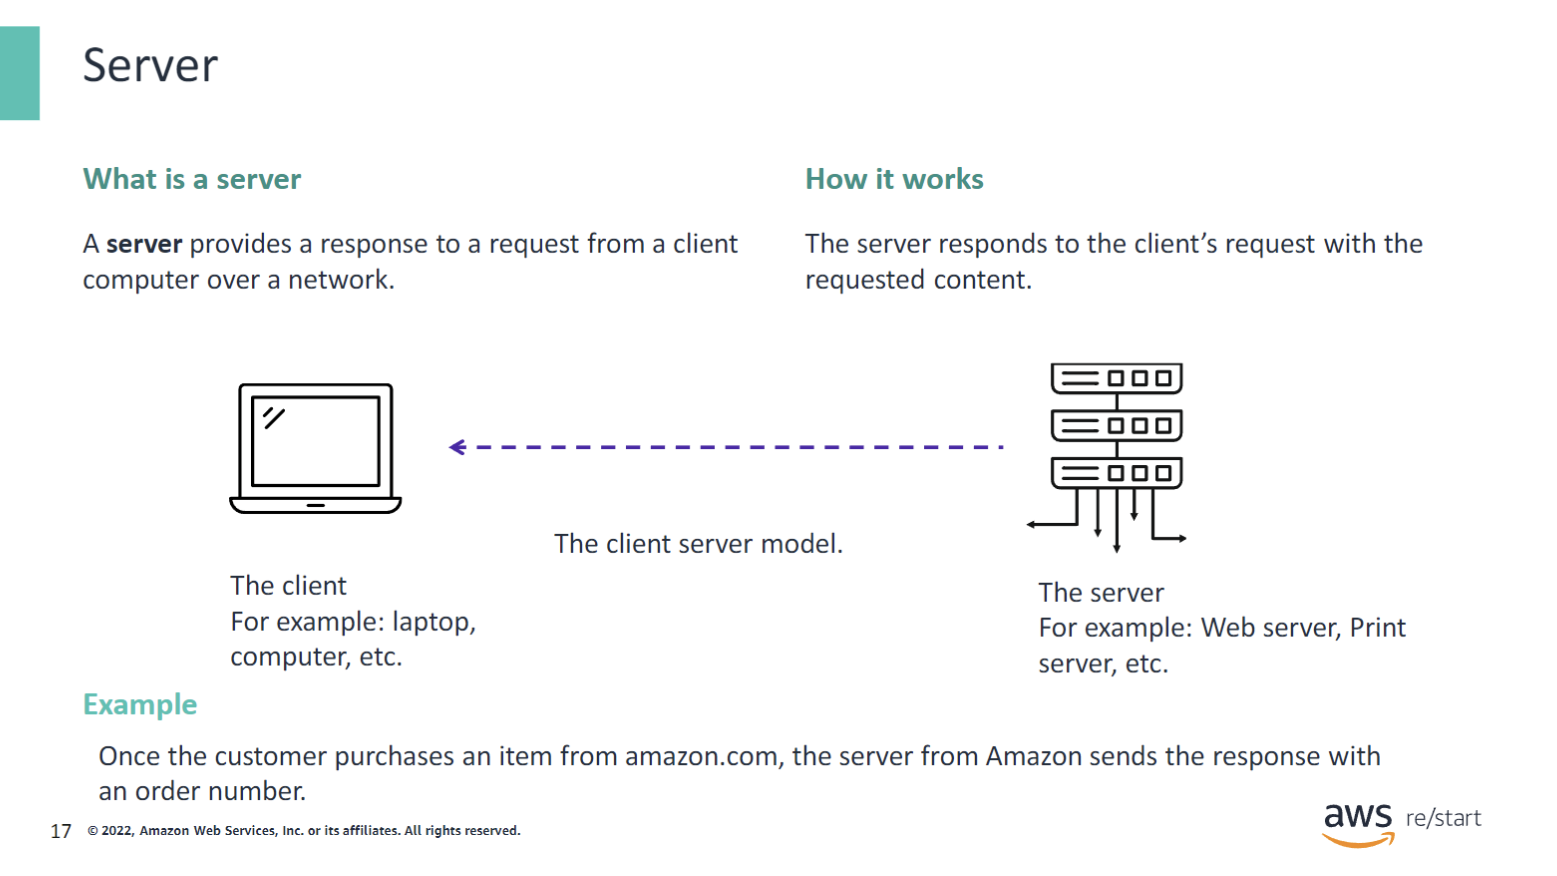 Server
What is a server
A server provides a response to a request from a client
computer over a network.
How it works
The server responds to the client’s request with the
requested content.
The client server model.
The client
For example: laptop,
computer, etc.
The server
For example: Web server, Print
server, etc.
Example
Once the customer purchases an item from amazon.com, the server from Amazon sends the response with
an order number.
17 © 2022, Amazon Web Services, Inc. or its affiliates. All rights reserved.
aws re/start